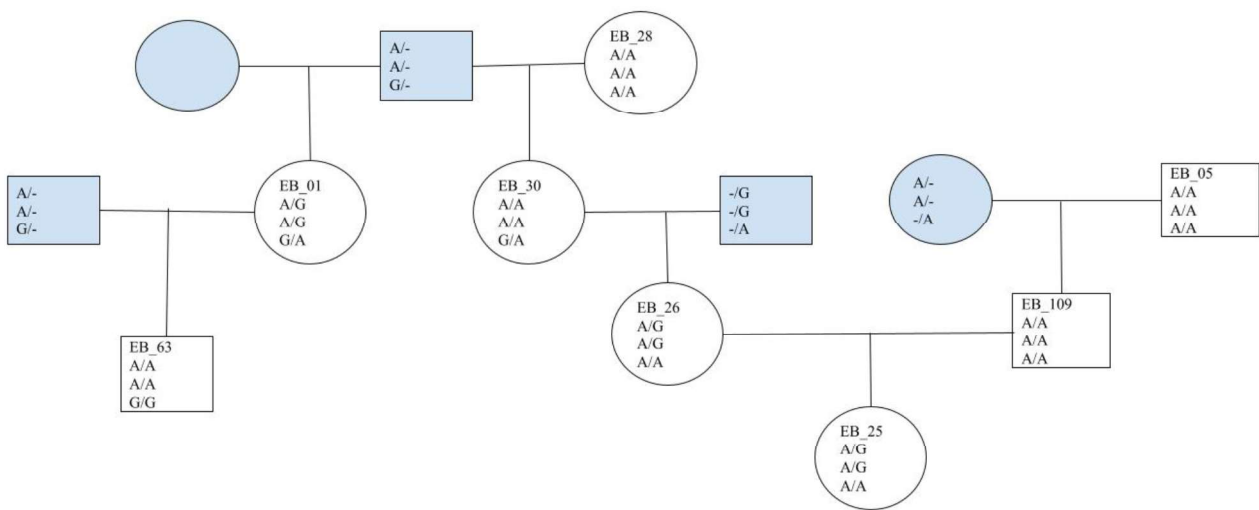 A/-
A/-
G/-
EB_28
A/A
A/A
A/A
A/-
A/-
G/-
EB_01
A/G
A/G
G/A
EB_30
A/A
A/A
G/A
-/G
-/G
-/A
A/-
A/-
-/A
EB_05
A/A
A/A
A/A
EB_63
A/A
A/A
G/G
EB_26
A/G
A/G
A/A
EB_109
A/A
A/A
A/A
EB_25
A/G
A/G
A/A